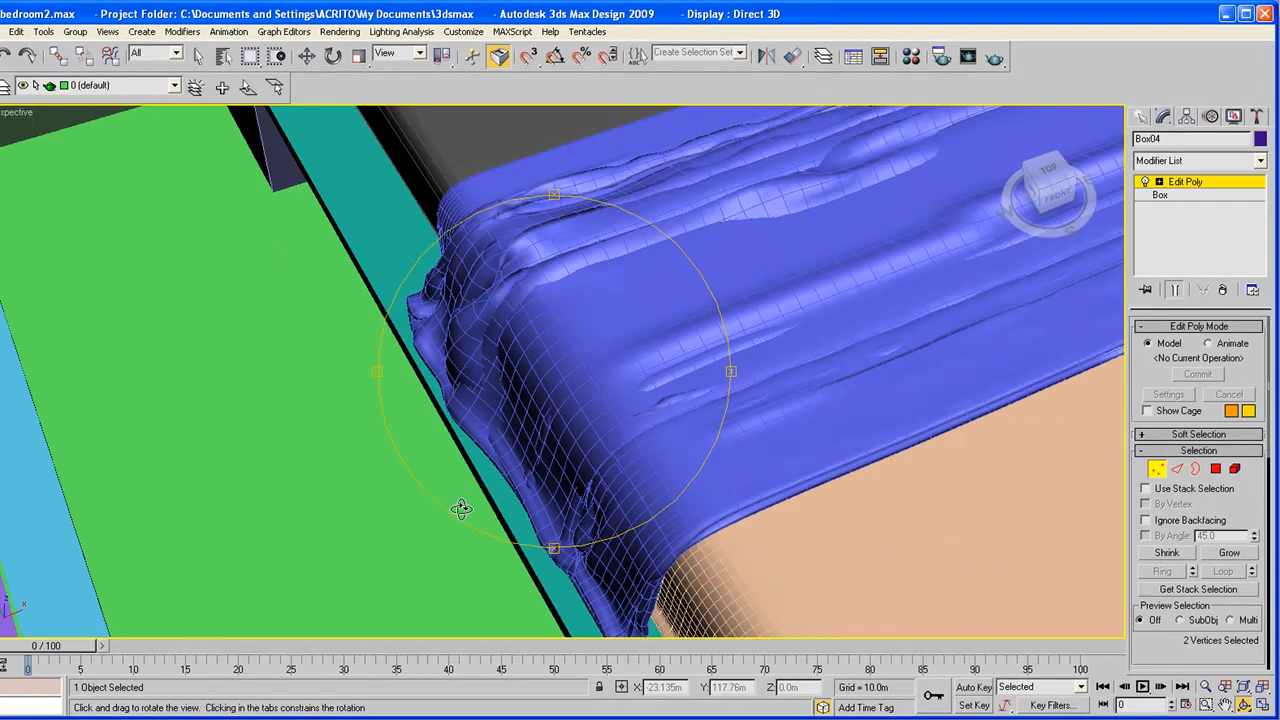 bedroom2.max - Project Folder: C:\Documents and Settings\ACRITO\My Documents\3dsmax - Autodesk 3ds Max Design 2009 - Display : Direct 3D
Edit Tools Group Views Create Modifiers Animation Graph Editors Rendering Lighting Analysis Customize MAXScript Help Tentacles
All View Create Selection Set
0 (default)
spective
TOP
FRONT
Box04
Modifier List
Edit Poly
Box
- Edit Poly Mode
Model Animate
<No Current Operation>
Commit
Settings Cancel
Show Cage
+ Soft Selection
- Selection
Use Stack Selection
By Vertex
Ignore Backfacing
By Angle: 45.0
Shrink Grow
Ring Loop
Get Stack Selection
Preview Selection
Off SubObj Multi
2 Vertices Selected
z
x
0 / 100 >
0 5 10 15 20 25 30 35 40 45 50 55 60 65 70 75 80 85 90 95 100
1 Object Selected X: -23.135m Y: 117.76m Z: 0.0m Grid = 10.0m Auto Key Selected
Click and drag to rotate the view. Clicking in the tabs constrains the rotation Add Time Tag Set Key Key Filters... 0